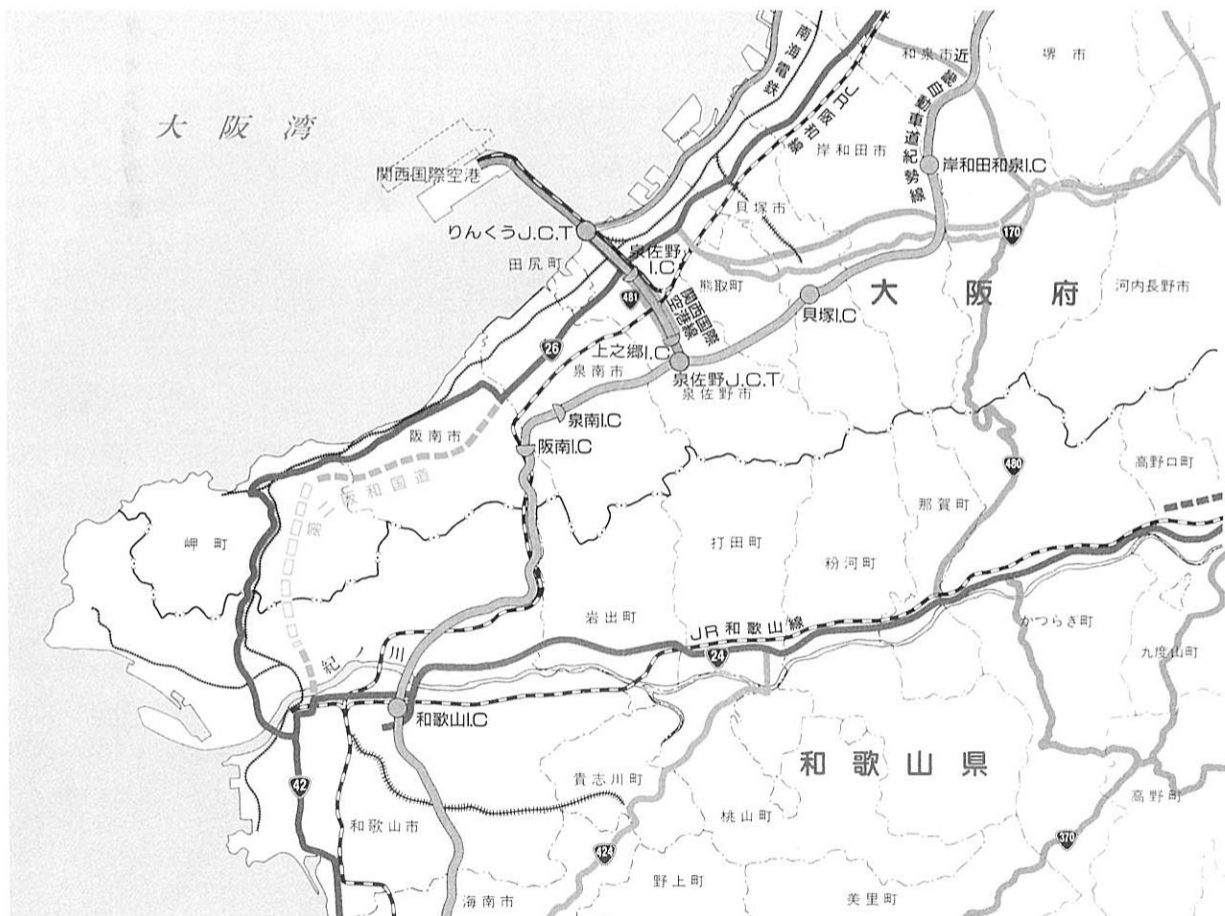 大阪湾
関西国際空港
りんくうJ.C.T
南海電鉄
JR阪和線
和泉市
近畿自動車道紀勢線
堺市
岸和田市
岸和田和泉I.C
貝塚市
泉佐野
I.C
田尻町
熊取町
481
関西国際
空港線
170
大阪府
河内長野市
貝塚I.C
26
上之郷I.C
泉南市
泉佐野J.C.T
泉佐野市
泉南I.C
阪南市
阪南I.C
第二阪和国道
480
高野口町
那賀町
岬町
打田町
粉河町
岩出町
JR和歌山線
24
かつらぎ町
九度山町
紀ノ川
和歌山I.C
42
貴志川町
和歌山県
高野町
桃山町
和歌山市
424
370
野上町
海南市
美里町